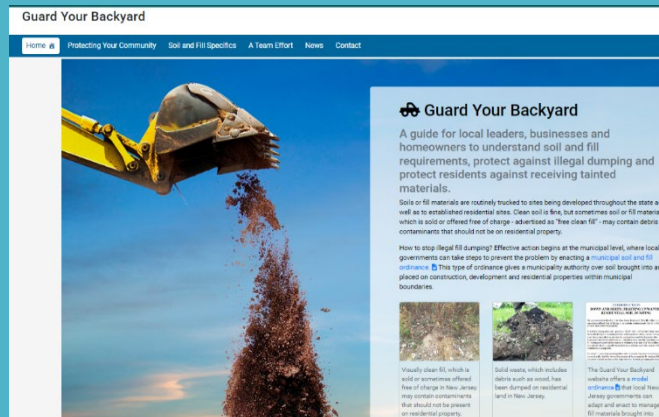 Guard Your Backyard
Home
Protecting Your Community
Soil and Fill Specifics
A Team Effort
News
Contact
Guard Your Backyard
A guide for local leaders, businesses and
homeowners to understand soil and fill
requirements, protect against illegal dumping and
protect residents against receiving tainted
materials.
Soils or fill materials are routinely trucked to sites being developed throughout the state as
well as to established residential sites. Clean soil is fine, but sometimes soil or fill material
which is sold or offered free of charge - advertised as "free clean fill" - may contain debris
contaminants that should not be on residential property.
How to stop illegal fill dumping? Effective action begins at the municipal level, where local
governments can take steps to prevent the problem by enacting a municipal soil and fill
ordinance. This type of ordinance gives a municipality authority over soil brought into
placed on construction, development and residential properties within municipal
boundaries.
Visually clean fill, which is
sold or sometimes offered
free of charge in New Jersey,
may contain contaminants
that should not be present
on residential property.
Solid waste, which includes
debris such as wood, has
been dumped on residential
land in New Jersey.
The Guard Your Backyard
website offers a model
ordinance that local New
Jersey governments can
adapt and enact to manage
fill materials brought into